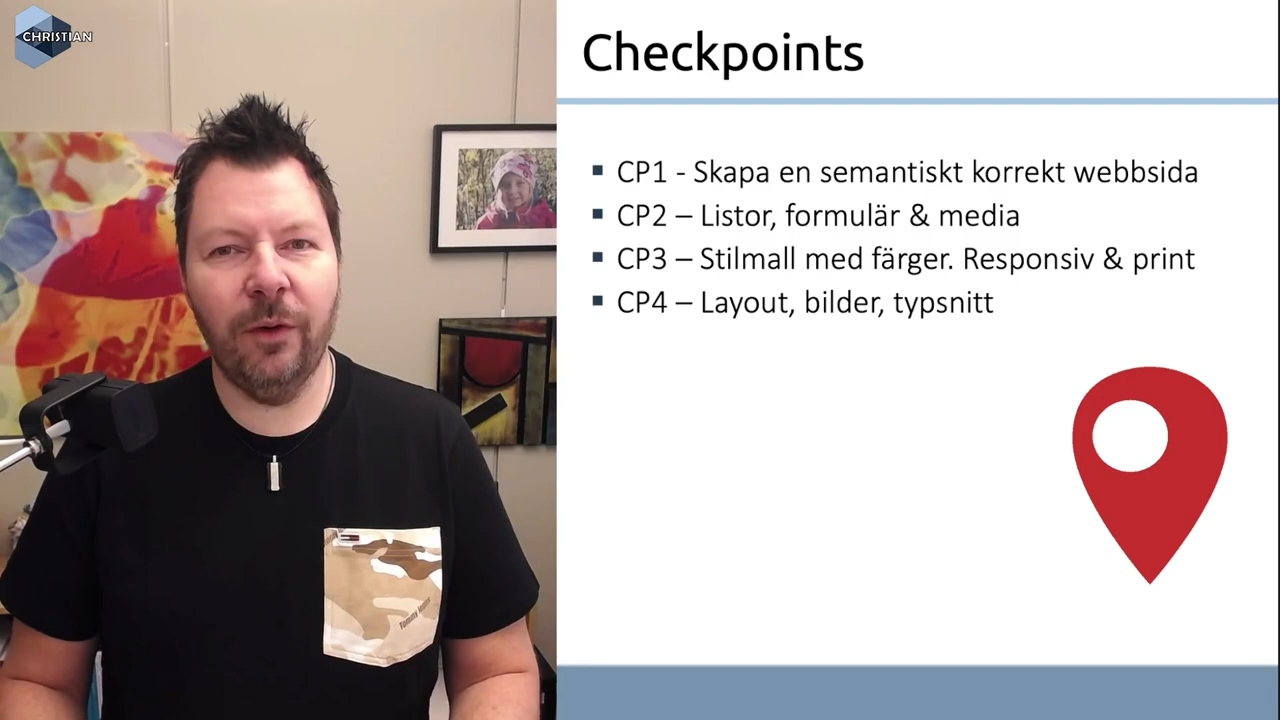 CHRISTIAN
Checkpoints
CP1 - Skapa en semantiskt korrekt webbsida
CP2 – Listor, formulär & media
CP3 – Stilmall med färger. Responsiv & print
CP4 – Layout, bilder, typsnitt